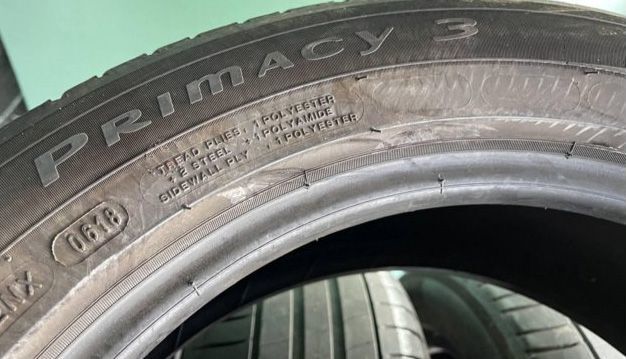 PRIMACY 3
TREAD PLIES: 1 POLYESTER
+ 2 STEEL + 1 POLYAMIDE
SIDEWALL PLY : 1 POLYESTER
0618